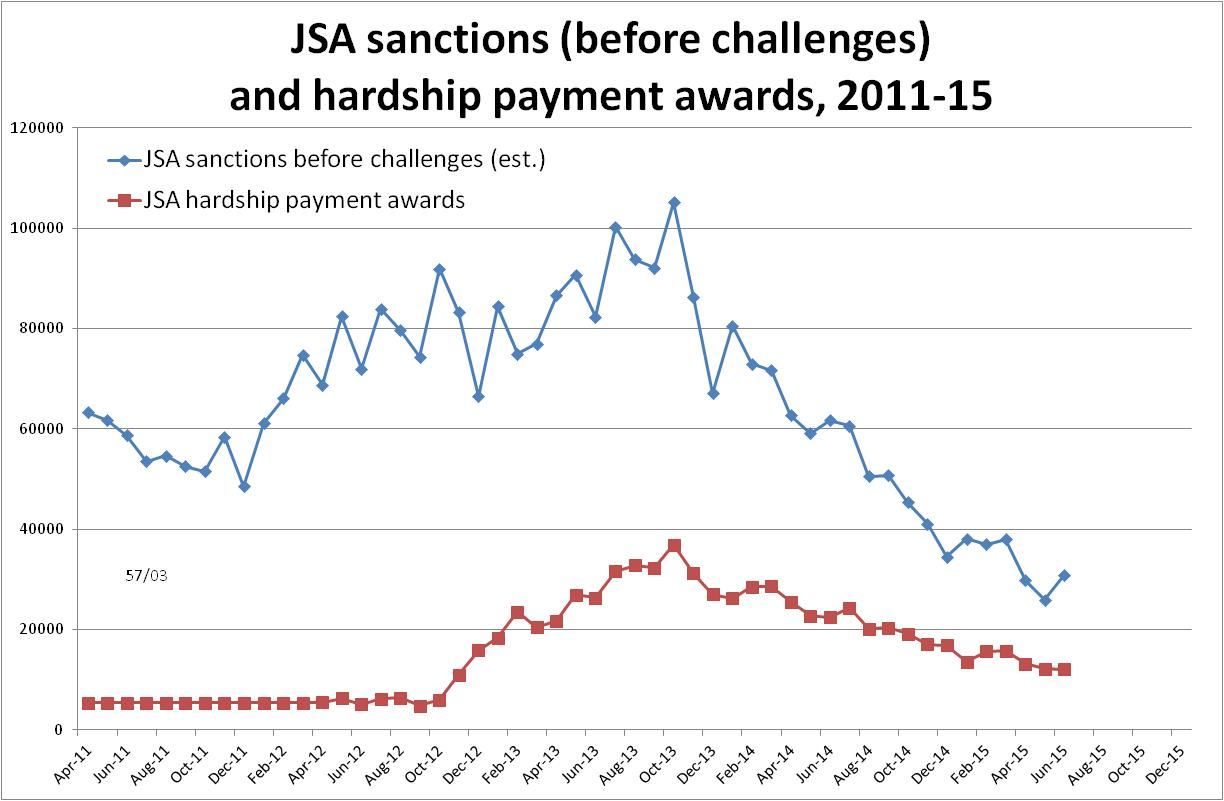 JSA sanctions (before challenges)
and hardship payment awards, 2011-15
120000
JSA sanctions before challenges (est.)
JSA hardship payment awards
100000
80000
60000
40000
57/03
20000
0
Apr-11 Jun-11 Aug-11 Oct-11 Dec-11 Feb-12 Apr-12 Jun-12 Aug-12 Oct-12 Dec-12 Feb-13 Apr-13 Jun-13 Aug-13 Oct-13 Dec-13 Feb-14 Apr-14 Jun-14 Aug-14 Oct-14 Dec-14 Feb-15 Apr-15 Jun-15 Aug-15 Oct-15 Dec-15